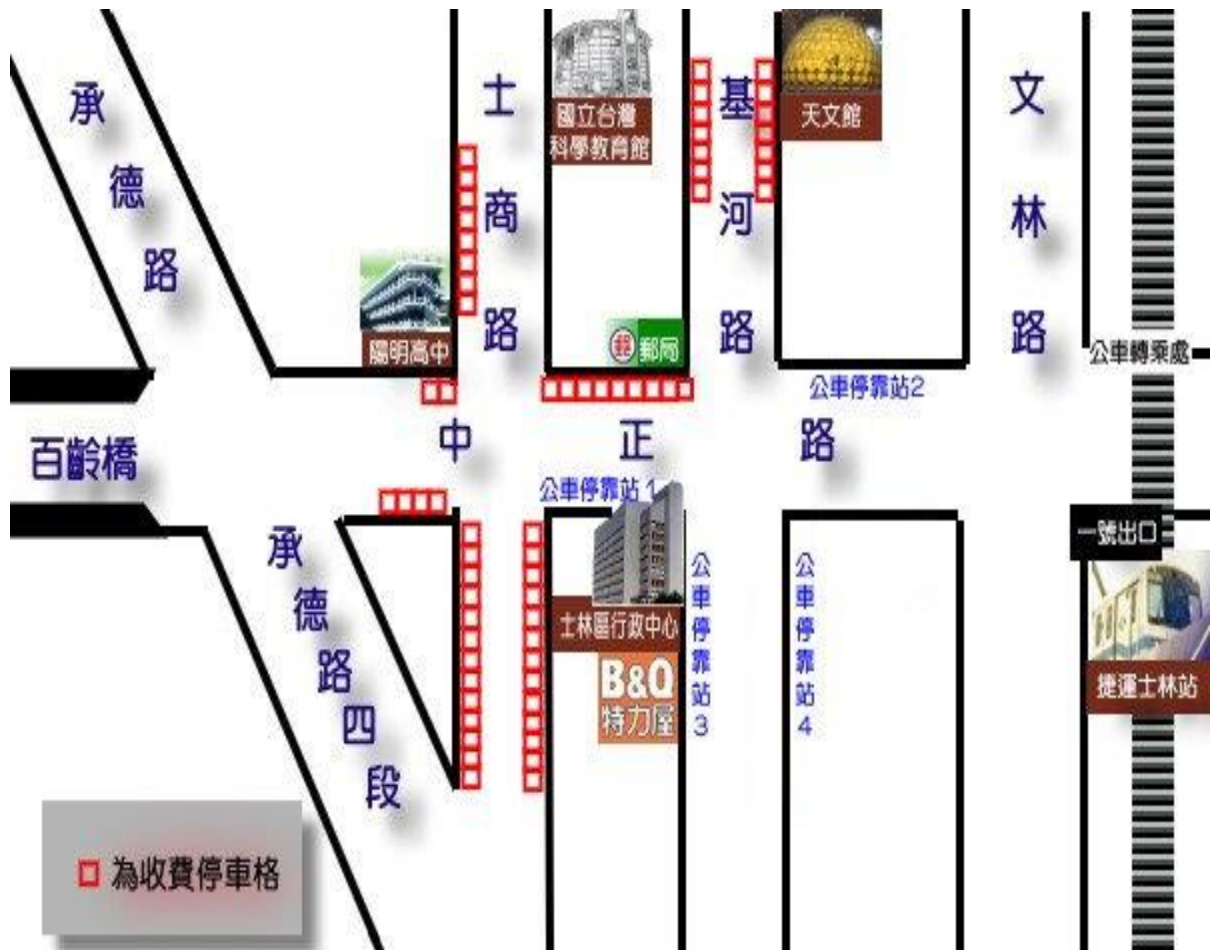 承德路
士商路
國立台灣
科學教育館
基河路
天文館
文林路
陽明高中
郵 郵局
公車停靠站2
公車轉乘處
百齡橋
中正路
公車停靠站 1
一號出口
承德路四段
士林區行政中心
B&Q
特力屋
公車停靠站3
公車停靠站4
捷運士林站
為收費停車格